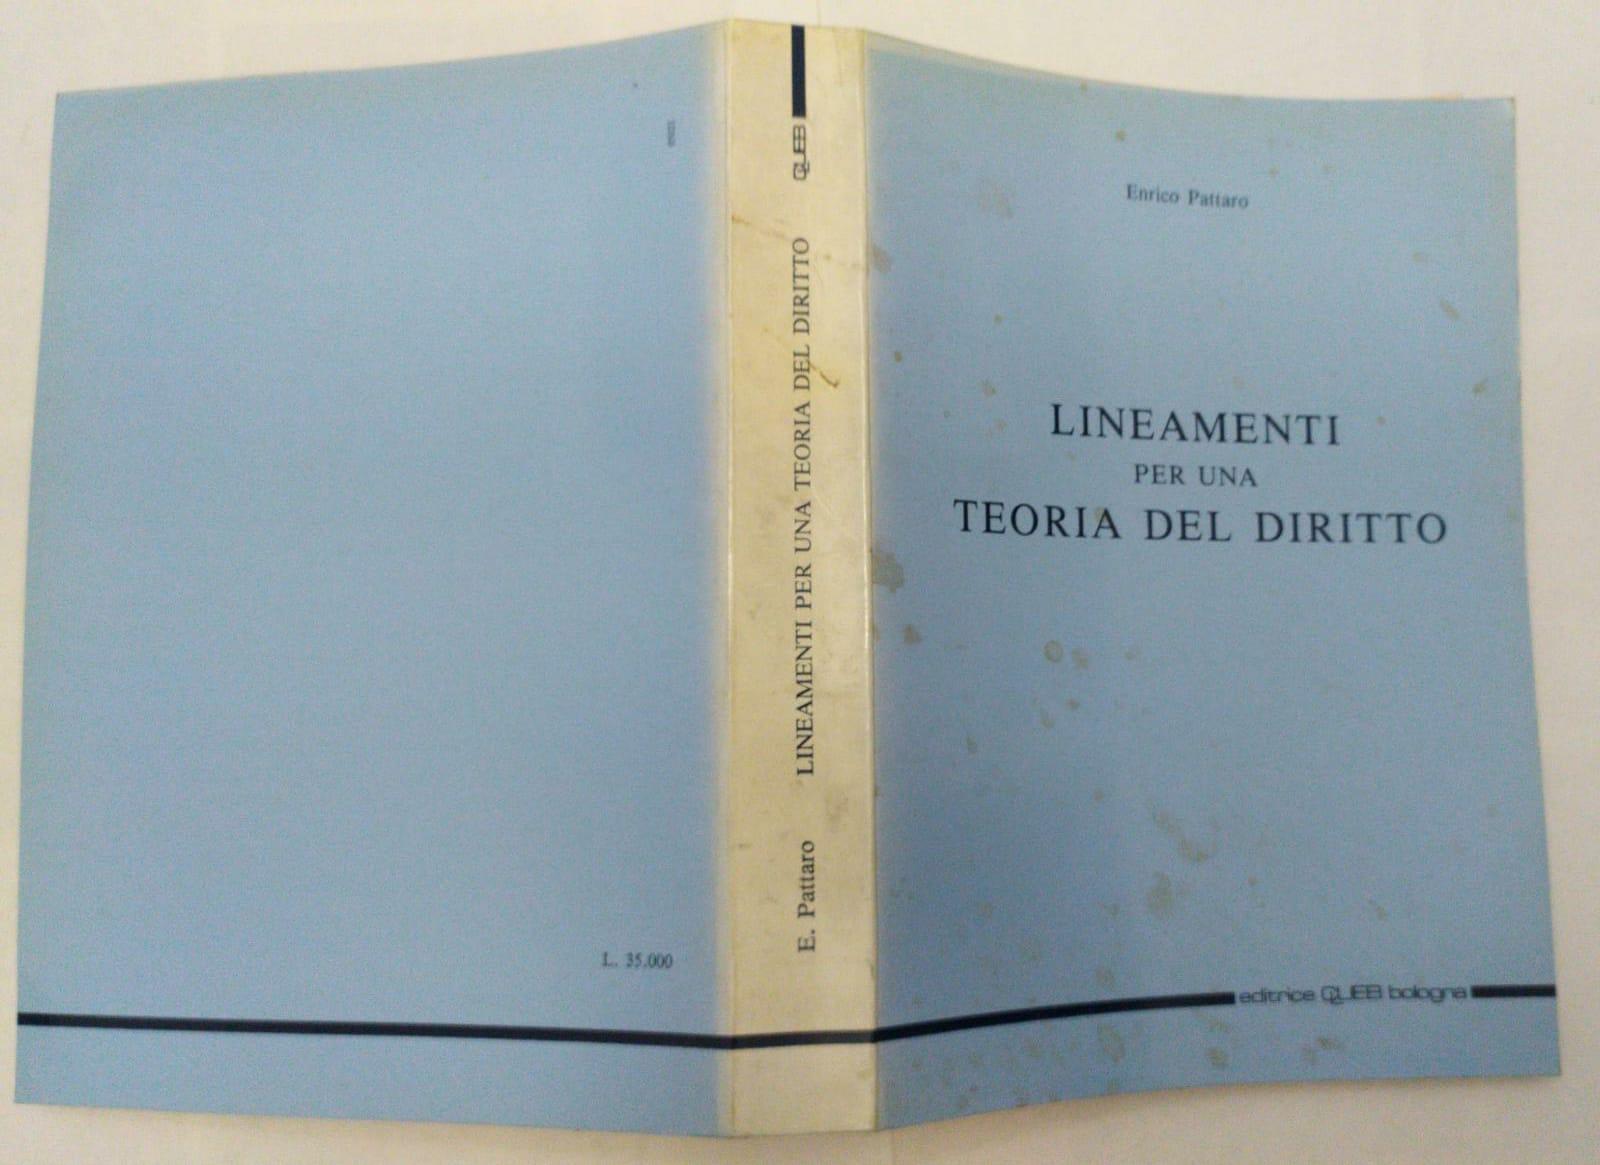 L. 35.000
E. Pattaro LINEAMENTI PER UNA TEORIA DEL DIRITTO CLUEB
Enrico Pattaro
LINEAMENTI
PER UNA
TEORIA DEL DIRITTO
editrice CLUEB bologna